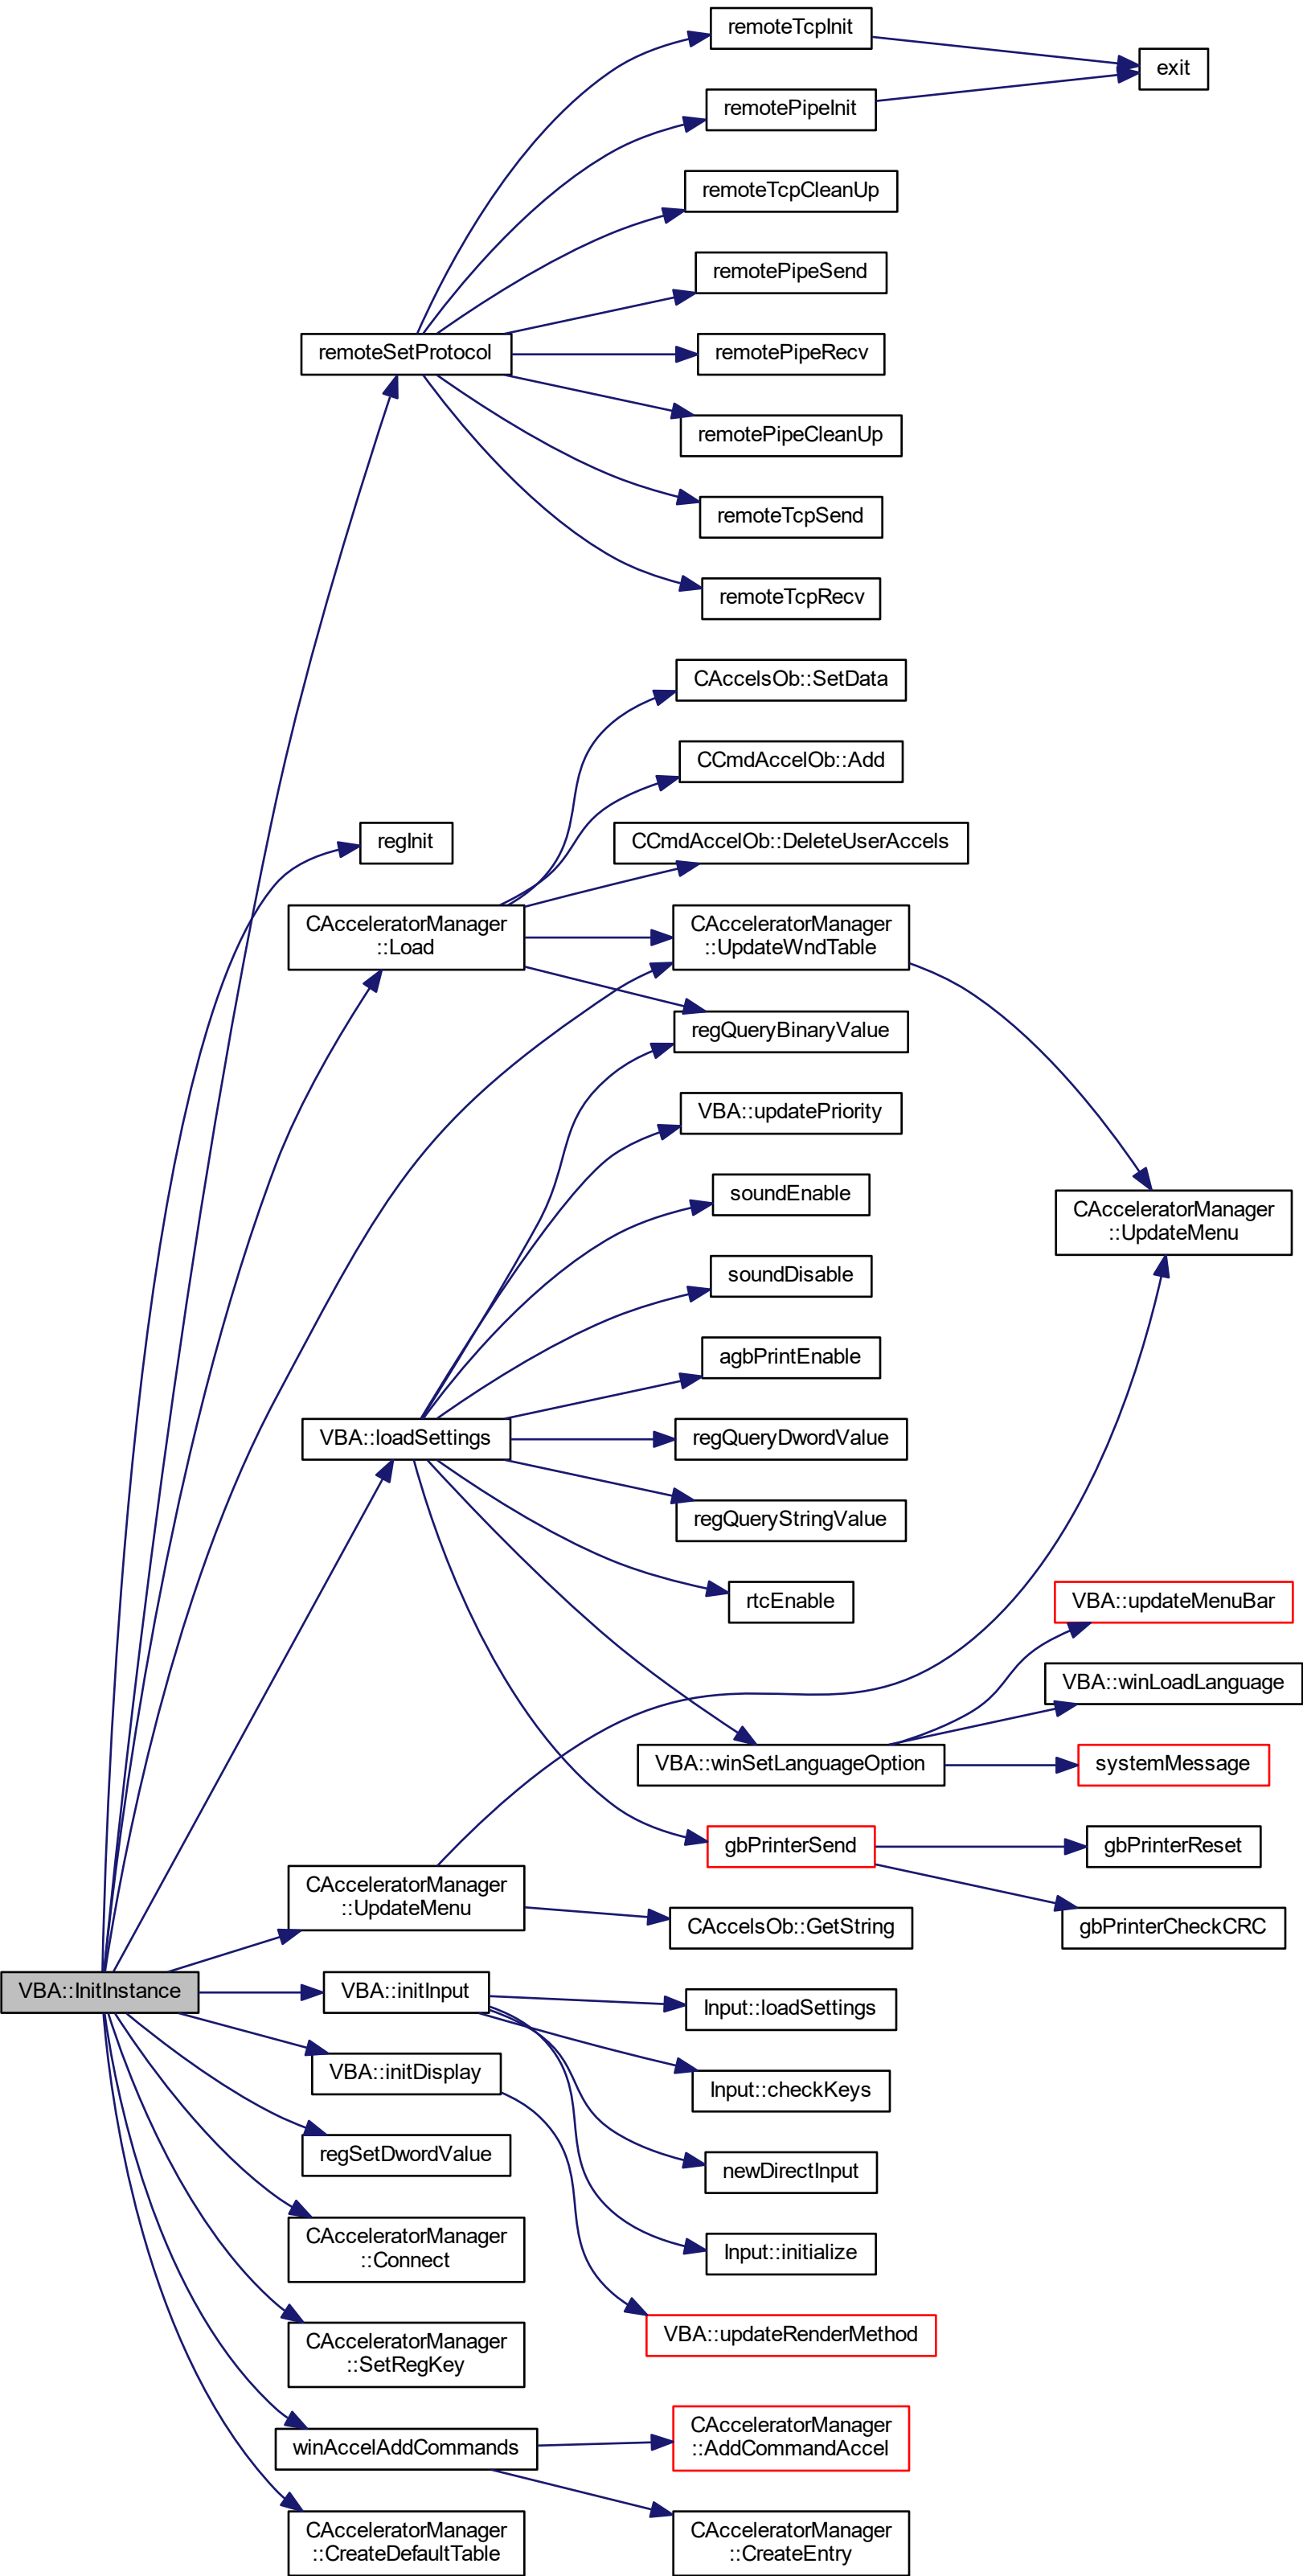 remoteTcpInit
exit
remotePipeInit
remoteTcpCleanUp
remotePipeSend
remoteSetProtocol
remotePipeRecv
remotePipeCleanUp
remoteTcpSend
remoteTcpRecv
CAccelsOb::SetData
CCmdAccelOb::Add
regInit
CCmdAccelOb::DeleteUserAccels
CAcceleratorManager
::Load
CAcceleratorManager
::UpdateWndTable
regQueryBinaryValue
VBA::updatePriority
soundEnable
CAcceleratorManager
::UpdateMenu
soundDisable
agbPrintEnable
VBA::loadSettings
regQueryDwordValue
regQueryStringValue
rtcEnable
VBA::updateMenuBar
VBA::winLoadLanguage
VBA::winSetLanguageOption
systemMessage
gbPrinterSend
gbPrinterReset
CAcceleratorManager
::UpdateMenu
CAccelsOb::GetString
gbPrinterCheckCRC
VBA::InitInstance
VBA::initInput
Input::loadSettings
VBA::initDisplay
Input::checkKeys
regSetDwordValue
newDirectInput
CAcceleratorManager
::Connect
Input::initialize
CAcceleratorManager
::SetRegKey
VBA::updateRenderMethod
winAccelAddCommands
CAcceleratorManager
::AddCommandAccel
CAcceleratorManager
::CreateDefaultTable
CAcceleratorManager
::CreateEntry